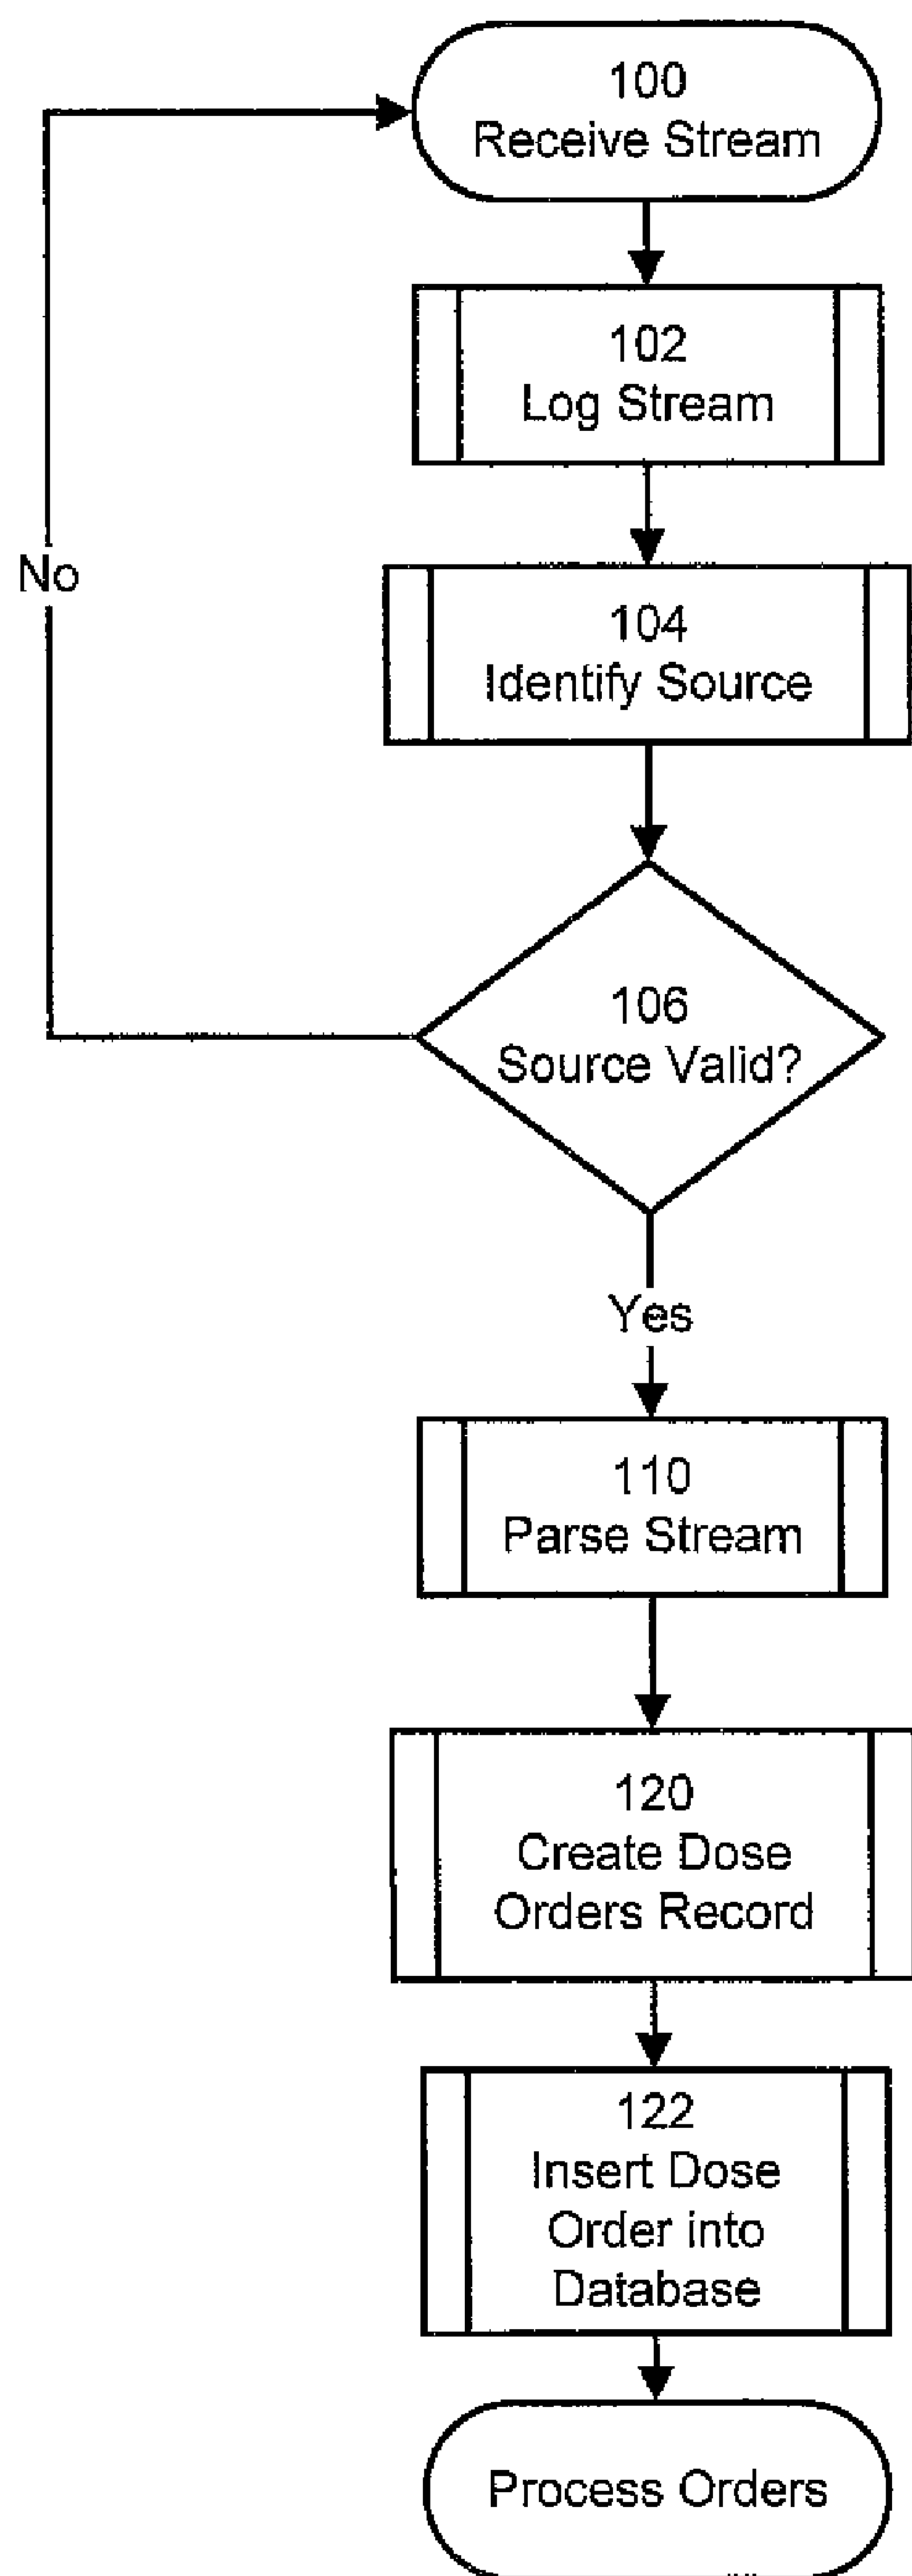 100
Receive Stream
102
Log Stream
No
104
Identify Source
106
Source Valid?
Yes
110
Parse Stream
120
Create Dose
Orders Record
122
Insert Dose
Order into
Database
Process Orders